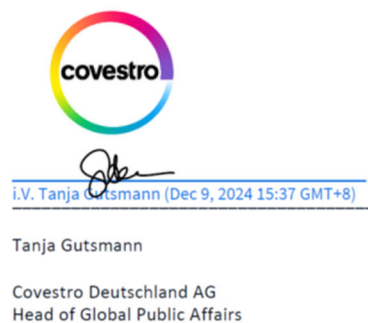 covestro
i.V. Tanja Gutsmann (Dec 9, 2024 15:37 GMT+8)
Tanja Gutsmann
Covestro Deutschland AG
Head of Global Public Affairs